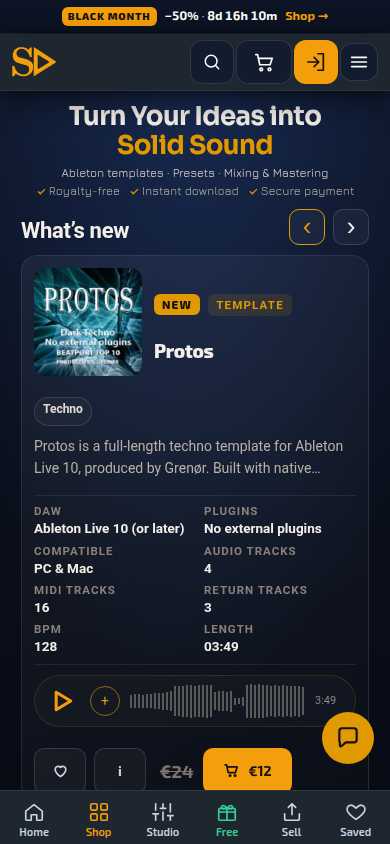 BLACK MONTH −50% · 8d 16h 10m Shop →
Turn Your Ideas into
Solid Sound
Ableton templates · Presets · Mixing & Mastering
✓ Royalty-free ✓ Instant download ✓ Secure payment
What's new
PROTOS
Dark Techno
No external plugins
BEATPORT TOP 10
NEW TEMPLATE
Protos
Techno
Protos is a full-length techno template for Ableton
Live 10, produced by Grenør. Built with native…
DAW PLUGINS
Ableton Live 10 (or later) No external plugins
COMPATIBLE AUDIO TRACKS
PC & Mac 4
MIDI TRACKS RETURN TRACKS
16 3
BPM LENGTH
128 03:49
+ 3:49
i €24 €12
Home Shop Studio Free Sell Saved